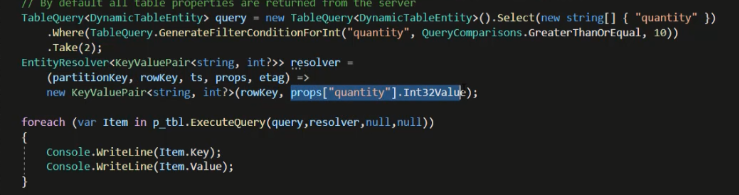 // By default all table properties are returned from the server
TableQuery<DynamicTableEntity> query = new TableQuery<DynamicTableEntity>().Select(new string[] { "quantity" })
.Where(TableQuery.GenerateFilterConditionForInt("quantity", QueryComparisons.GreaterThanOrEqual, 10))
.Take(2);
EntityResolver<KeyValuePair<string, int?>> resolver =
(partitionKey, rowKey, ts, props, etag) =>
new KeyValuePair<string, int?>(rowKey, props["quantity"].Int32Value);
foreach (var Item in p_tbl.ExecuteQuery(query,resolver,null,null))
{
Console.WriteLine(Item.Key);
Console.WriteLine(Item.Value);
}